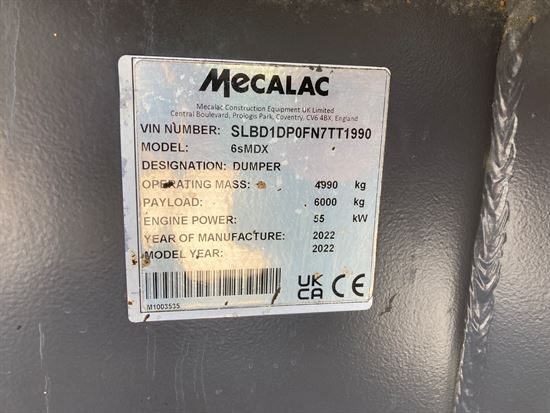 MECALAC
Mecalac Construction Equipment UK Limited
Central Boulevard, Prologis Park, Coventry, CV6 4BX, England
VIN NUMBER: SLBD1DP0FN7TT1990
MODEL: 6sMDX
DESIGNATION: DUMPER
OPERATING MASS: 4990 kg
PAYLOAD: 6000 kg
ENGINE POWER: 55 kW
YEAR OF MANUFACTURE: 2022
MODEL YEAR: 2022
M1003535
UK
CA CE